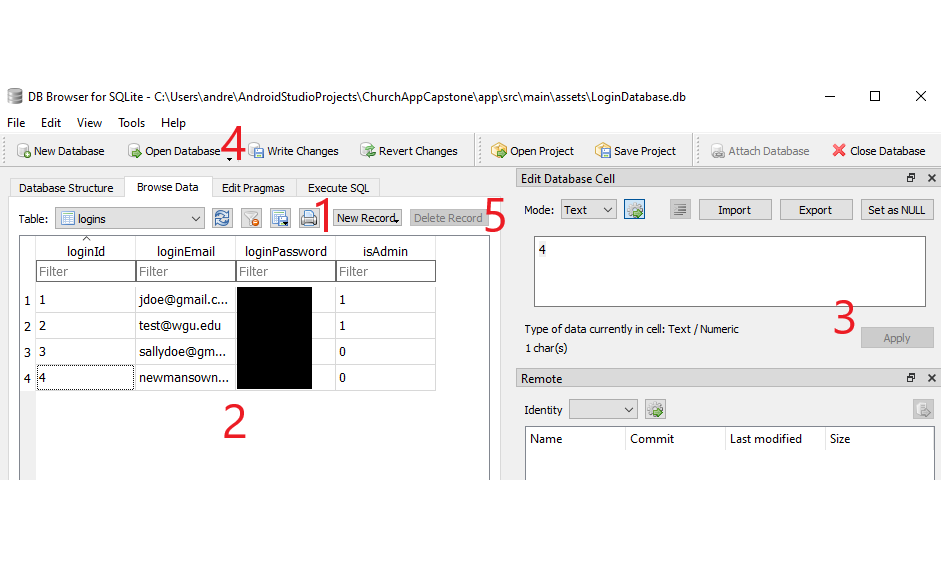 DB Browser for SQLite - C:\Users\andre\AndroidStudioProjects\ChurchAppCapstone\app\src\main\assets\LoginDatabase.db
File Edit View Tools Help
New Database Open Database 4 Write Changes Revert Changes Open Project Save Project Attach Database Close Database
Database Structure Browse Data Edit Pragmas Execute SQL
Edit Database Cell
Table: logins 1 New Record Delete Record 5
Mode: Text Import Export Set as NULL
loginId loginEmail loginPassword isAdmin
Filter Filter Filter Filter
4
1 1 jdoe@gmail.c... 1
2 2 test@wgu.edu 1
3 3 sallydoe@gm... 0
4 4 newmansown... 0
2
Type of data currently in cell: Text / Numeric
1 char(s)
3
Apply
Remote
Identity
Name Commit Last modified Size